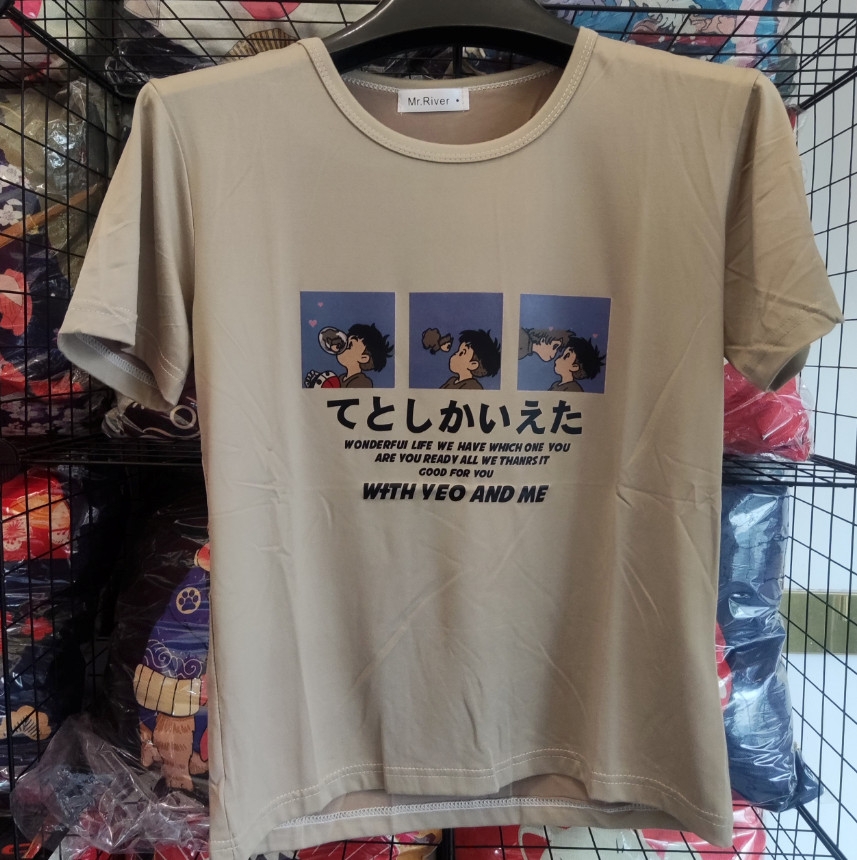 Mr.River
てとしかいえた
WONDERFUL LIFE WE HAVE WHICH ONE YOU
ARE YOU READY ALL WE THANRS IT
GOOD FOR YOU
WITH YEO AND ME